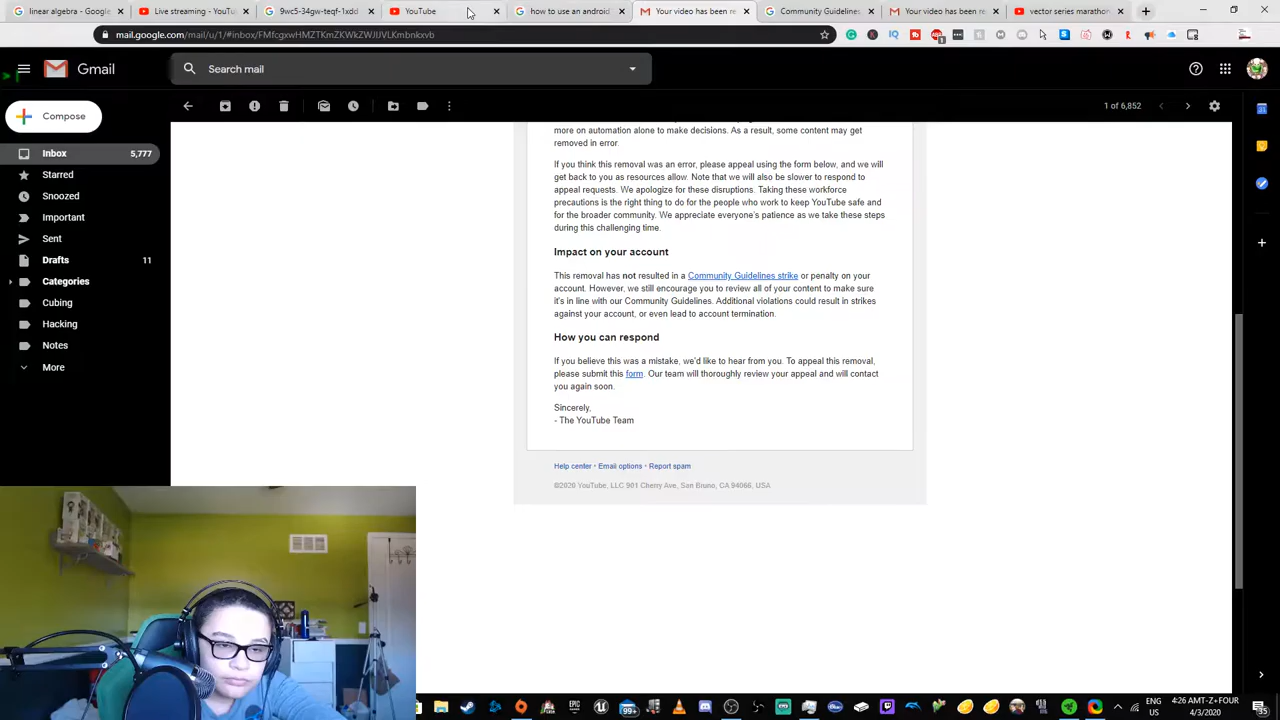 linear algebra - Google
Live streaming - YouTu
9wc5-34gw-teqf-1xdd
YouTube
how to use an android
Your video has been re
Community Guidelines
Your video has been re
vector series marathon
mail.google.com/mail/u/1/
Gmail
Search mail
1 of 6,852
Compose
more on automation alone to make decisions. As a result, some content may get
removed in error.
Inbox 5,777
Starred
Snoozed
Important
Sent
Drafts 11
Categories
Cubing
Hacking
Notes
More
If you think this removal was an error, please appeal using the form below, and we will
get back to you as resources allow. Note that we will also be slower to respond to
appeal requests. We apologize for these disruptions. Taking these workforce
precautions is the right thing to do for the people who work to keep YouTube safe and
for the broader community. We appreciate everyone's patience as we take these steps
during this challenging time.
Impact on your account
This removal has not resulted in a Community Guidelines strike or penalty on your
account. However, we still encourage you to review all of your content to make sure
it's in line with our Community Guidelines. Additional violations could result in strikes
against your account, or even lead to account termination.
How you can respond
If you believe this was a mistake, we'd like to hear from you. To appeal this removal,
please submit this form. Our team will thoroughly review your appeal and will contact
you again soon.
Sincerely,
- The YouTube Team
Help center · Email options · Report spam
©2020 YouTube, LLC 901 Cherry Ave, San Bruno, CA 94066, USA
EPIC
99+
ENG
US
4:26 AMT-Z+FOUR
4/3/2020